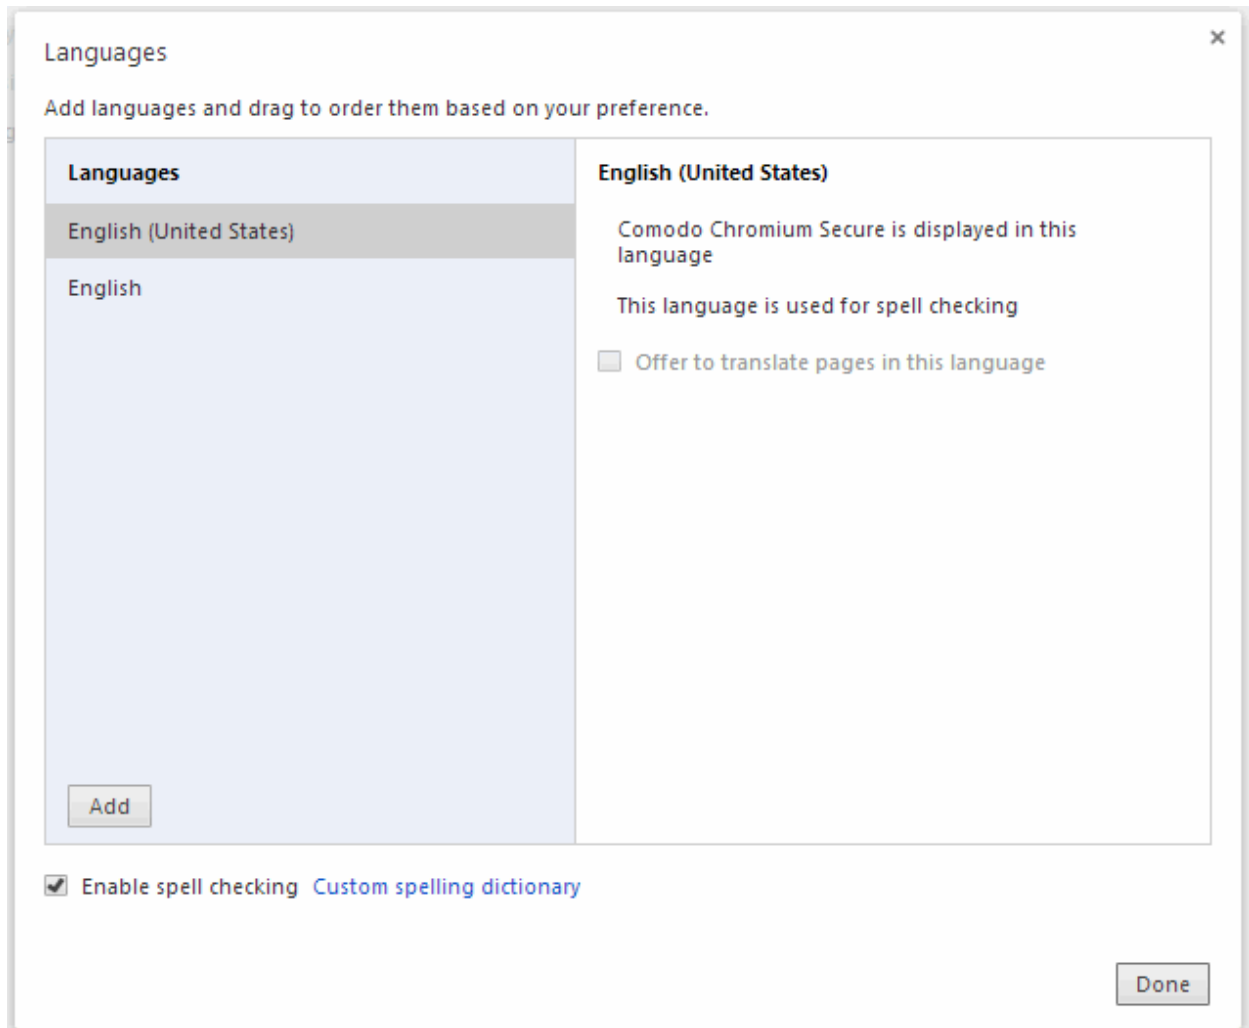 Languages
×
Add languages and drag to order them based on your preference.
Languages
English (United States)
English
Add
English (United States)
Comodo Chromium Secure is displayed in this
language
This language is used for spell checking
Offer to translate pages in this language
Enable spell checking Custom spelling dictionary
Done